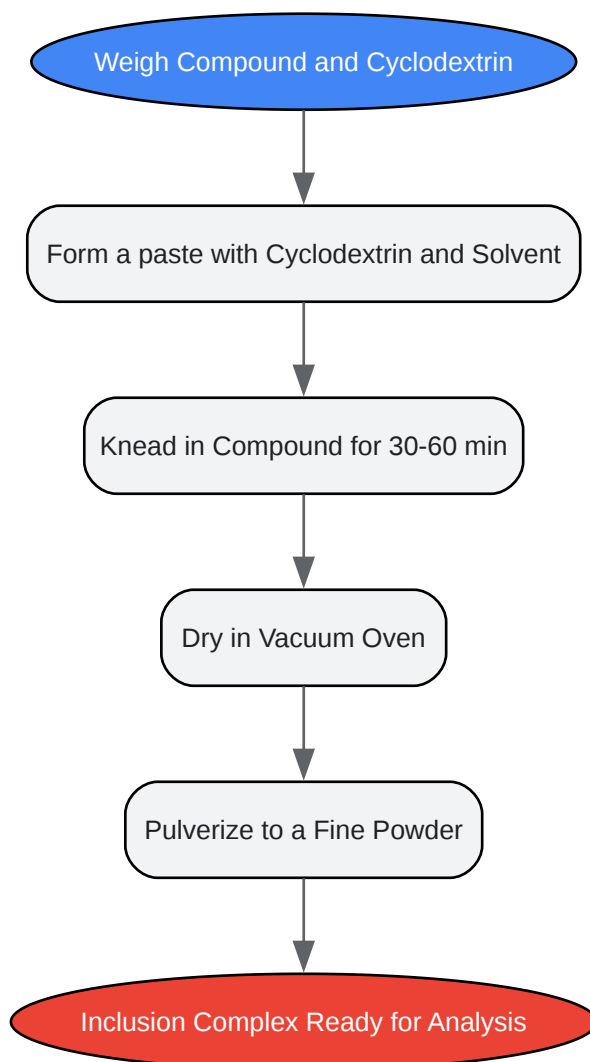 Weigh Compound and Cyclodextrin
Form a paste with Cyclodextrin and Solvent
Knead in Compound for 30-60 min
Dry in Vacuum Oven
Pulverize to a Fine Powder
Inclusion Complex Ready for Analysis